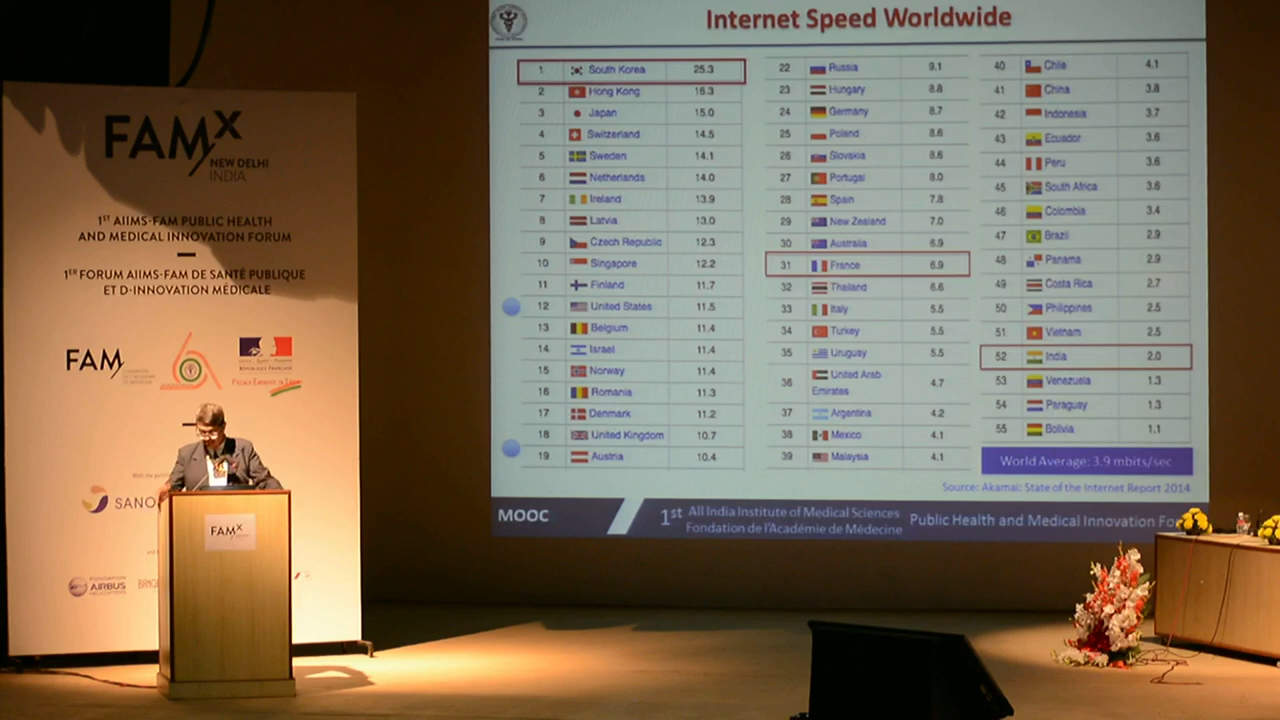 FAMx
NEW DELHI
INDIA
1ST AIIMS-FAM PUBLIC HEALTH
AND MEDICAL INNOVATION FORUM
1ER FORUM AIIMS-FAM DE SANTÉ PUBLIQUE
ET D-INNOVATION MÉDICALE
FAM
SANO
FONDATION
AIRBUS
HELICOPTERS
FAMX
Internet Speed Worldwide
1 South Korea 25.3
2 Hong Kong 16.3
3 Japan 15.0
4 Switzerland 14.5
5 Sweden 14.1
6 Netherlands 14.0
7 Ireland 13.9
8 Latvia 13.0
9 Czech Republic 12.3
10 Singapore 12.2
11 Finland 11.7
12 United States 11.5
13 Belgium 11.4
14 Israel 11.4
15 Norway 11.4
16 Romania 11.3
17 Denmark 11.2
18 United Kingdom 10.7
19 Austria 10.4
22 Russia 9.1
23 Hungary 8.8
24 Germany 8.7
25 Poland 8.6
26 Slovakia 8.6
27 Portugal 8.0
28 Spain 7.8
29 New Zealand 7.0
30 Australia 6.9
31 France 6.9
32 Thailand 6.6
33 Italy 5.5
34 Turkey 5.5
35 Uruguay 5.5
36 United Arab Emirates 4.7
37 Argentina 4.2
38 Mexico 4.1
39 Malaysia 4.1
40 Chile 4.1
41 China 3.8
42 Indonesia 3.7
43 Ecuador 3.6
44 Peru 3.6
45 South Africa 3.6
46 Colombia 3.4
47 Brazil 2.9
48 Panama 2.9
49 Costa Rica 2.7
50 Philippines 2.5
51 Vietnam 2.5
52 India 2.0
53 Venezuela 1.3
54 Paraguay 1.3
55 Bolivia 1.1
World Average: 3.9 mbits/sec
Source: Akamai: State of the Internet Report 2014
MOOC
1st All India Institute of Medical Sciences
Fondation de l'Académie de Médecine
Public Health and Medical Innovation Fo